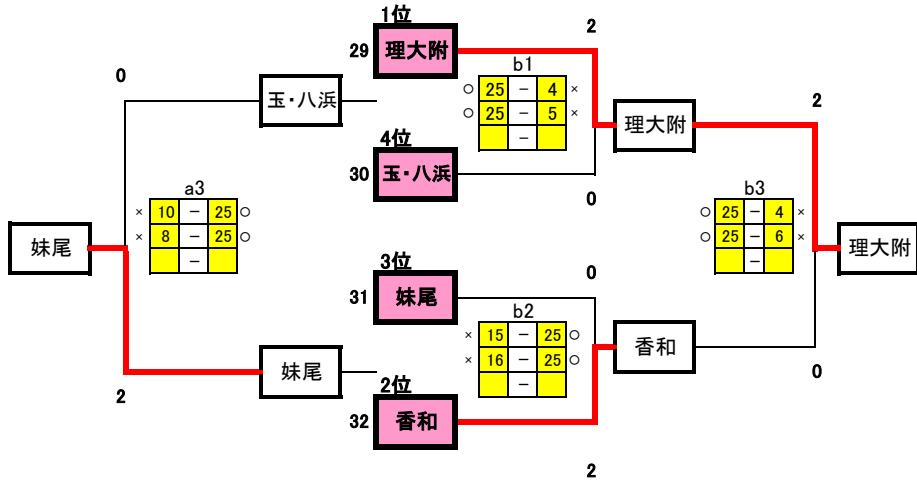 1位
2
29 理大附
b1
0
玉・八浜
○ 25 － 4 ×
○ 25 － 5 ×
－
理大附
2
4位
30 玉・八浜
0
a3
× 10 － 25 ○
× 8 － 25 ○
－
b3
○ 25 － 4 ×
○ 25 － 6 ×
－
妹尾
理大附
3位
0
31 妹尾
b2
× 15 － 25 ○
× 16 － 25 ○
－
香和
妹尾
0
2
2位
32 香和
2